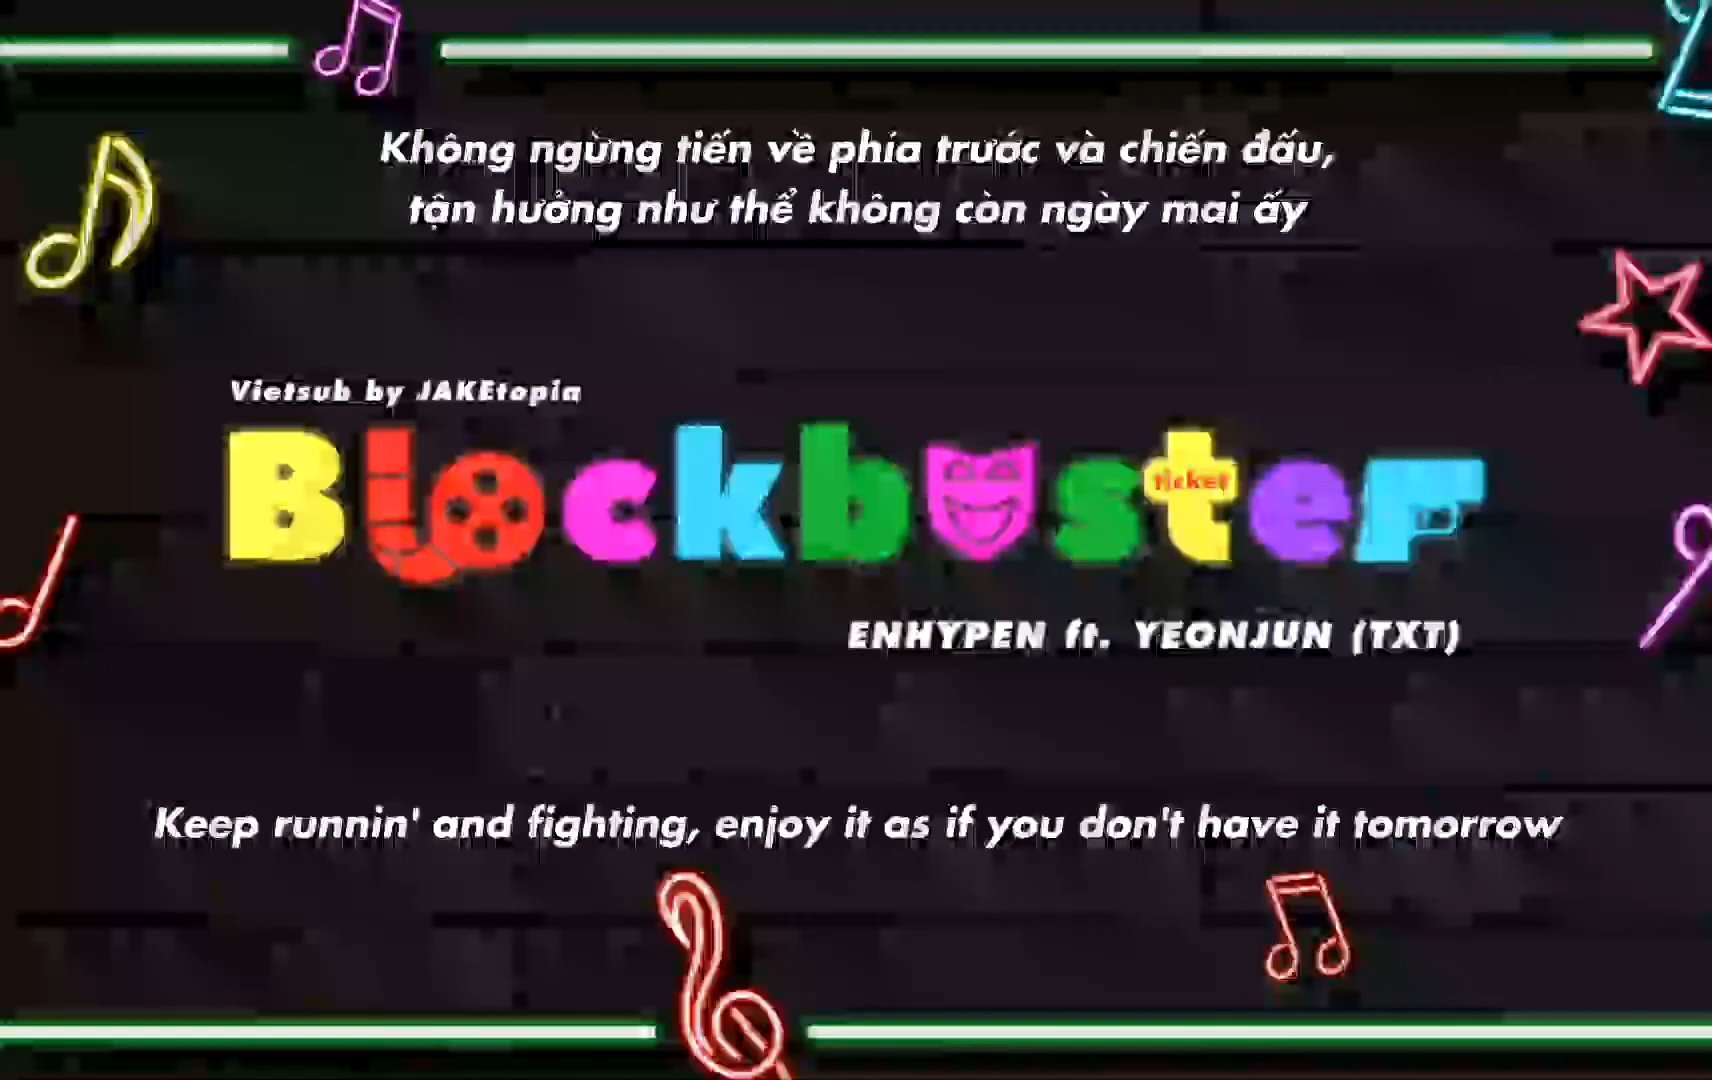 Không ngừng tiến về phía trước và chiến đấu,
tận hưởng như thể không còn ngày mai ấy
Vietsub by JAKEtopia
Blockbuster
ticket
ENHYPEN ft. YEONJUN (TXT)
Keep runnin' and fighting, enjoy it as if you don't have it tomorrow